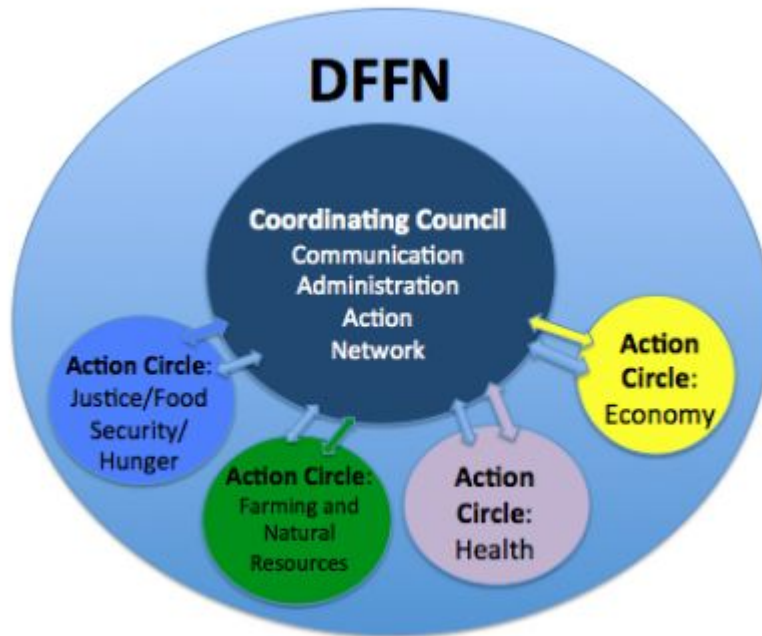 DFFN
Coordinating Council
Communication
Administration
Action
Network
Action Circle:
Justice/Food
Security/
Hunger
Action Circle:
Farming and
Natural
Resources
Action
Circle:
Health
Action
Circle:
Economy